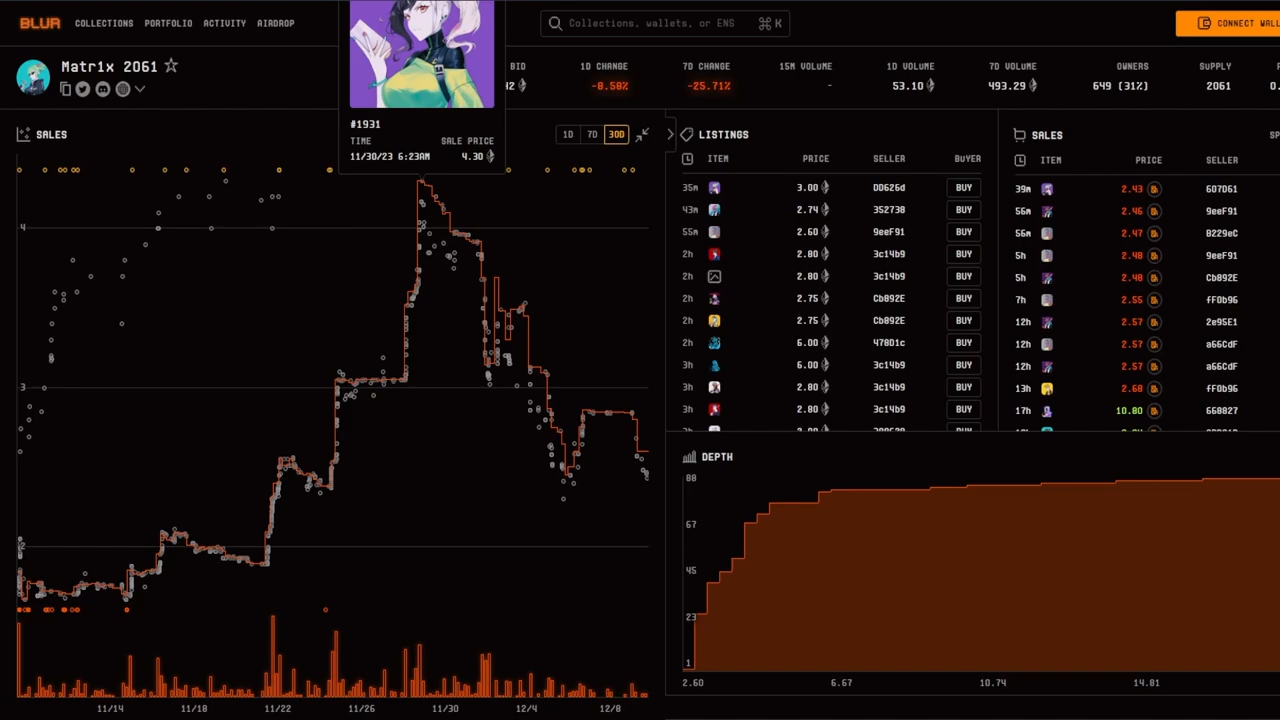 BLUR COLLECTIONS PORTFOLIO ACTIVITY AIRDROP Collections, wallets, or ENS ⌘ K CONNECT WALL
Matr1x 2061
BID 1D CHANGE 7D CHANGE 15M VOLUME 1D VOLUME 7D VOLUME OWNERS SUPPLY
-0.58% -25.71% - 53.10 493.29 649 (31%) 2061
#1931
TIME SALE PRICE
11/30/23 6:23AM 4.30
SALES 1D 7D 30D
4
3
2
11/14 11/18 11/22 11/26 11/30 12/4 12/8
LISTINGS
ITEM PRICE SELLER BUYER
35m 3.00 DD626d BUY
43m 2.74 352738 BUY
55m 2.60 9eeF91 BUY
2h 2.80 3c14b9 BUY
2h 2.80 3c14b9 BUY
2h 2.75 Cb892E BUY
2h 2.75 Cb892E BUY
2h 6.00 478D1c BUY
3h 6.00 3c14b9 BUY
3h 2.80 3c14b9 BUY
3h 2.80 3c14b9 BUY
SALES
ITEM PRICE SELLER
39m 2.43 607D61
56m 2.46 9eeF91
56m 2.47 B229eC
5h 2.48 9eeF91
5h 2.48 Cb892E
7h 2.55 fF0b96
12h 2.57 2e95E1
12h 2.57 a66CdF
12h 2.57 a66CdF
13h 2.68 fF0b96
17h 10.80 668827
DEPTH
88
67
45
23
1
2.60 6.67 10.74 14.81